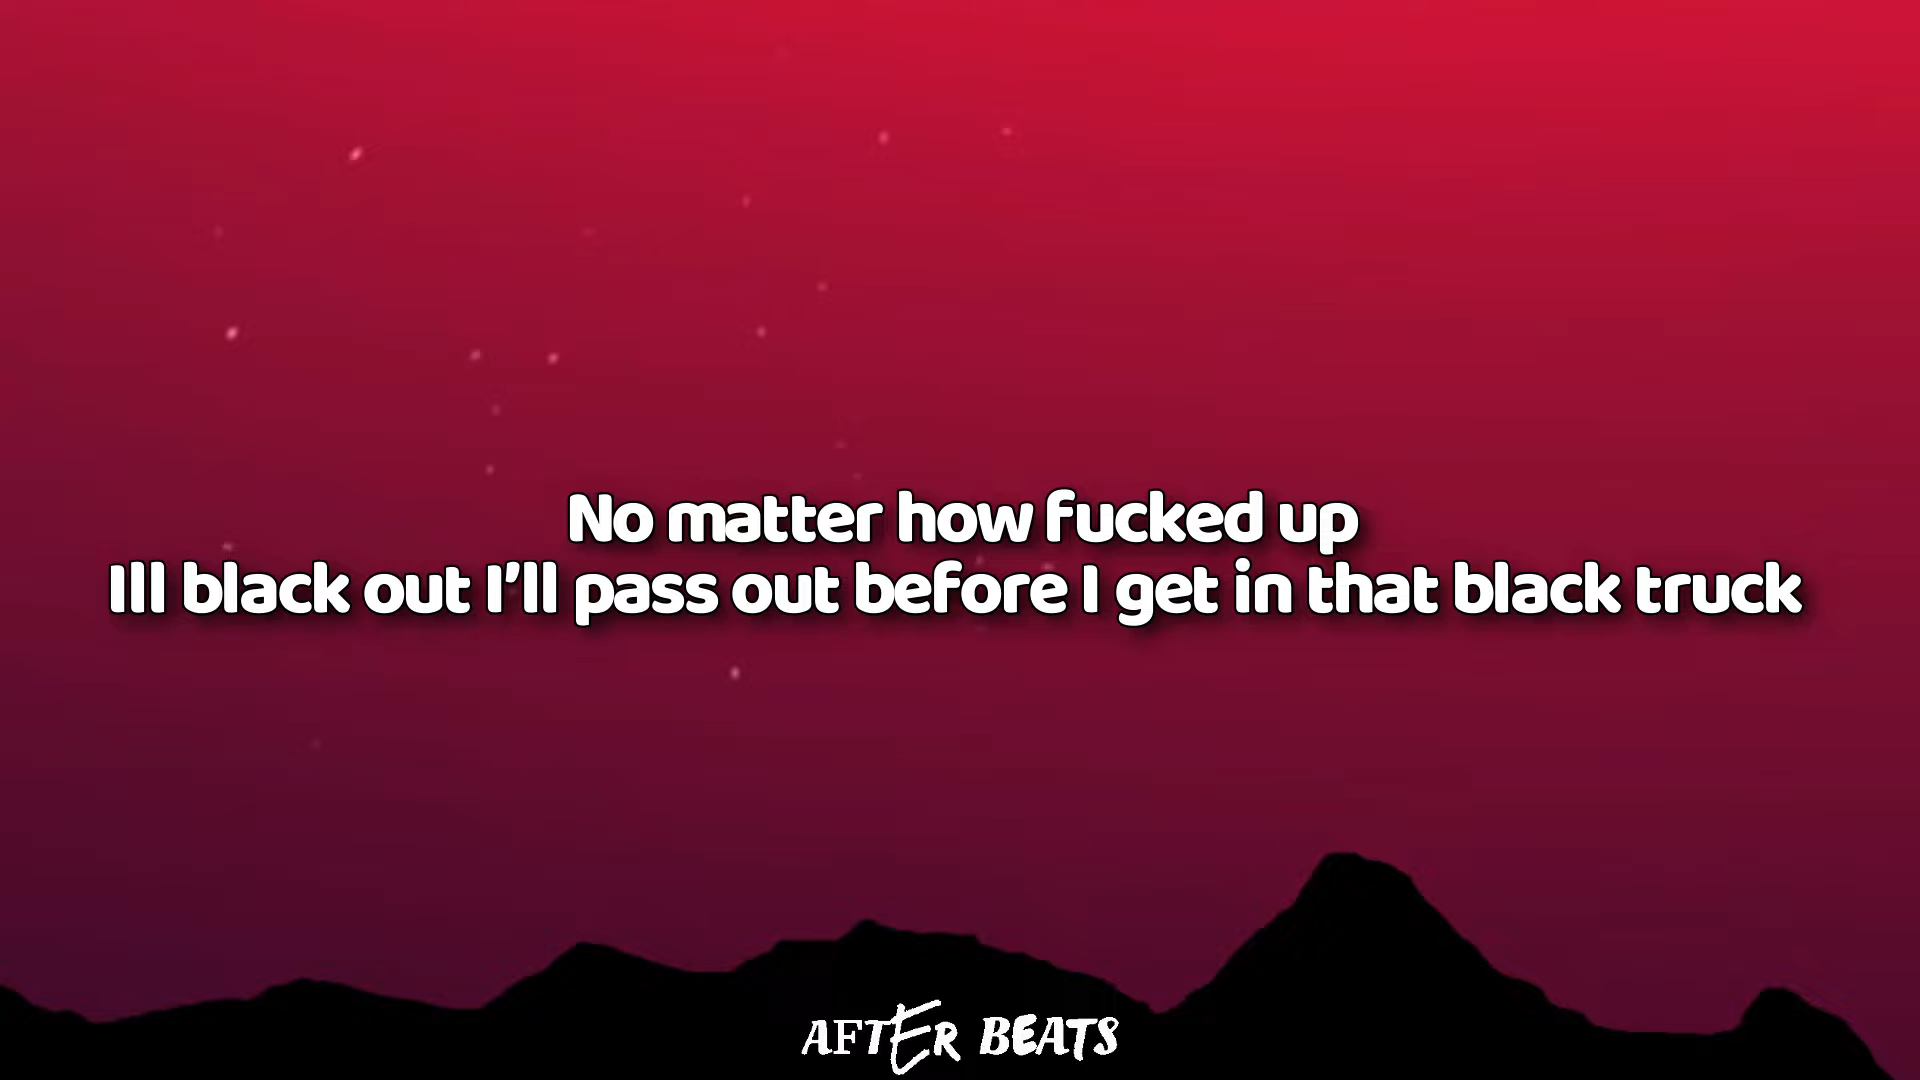 No matter how fucked up
Ill black out I'll pass out before I get in that black truck
AFTER BEATS